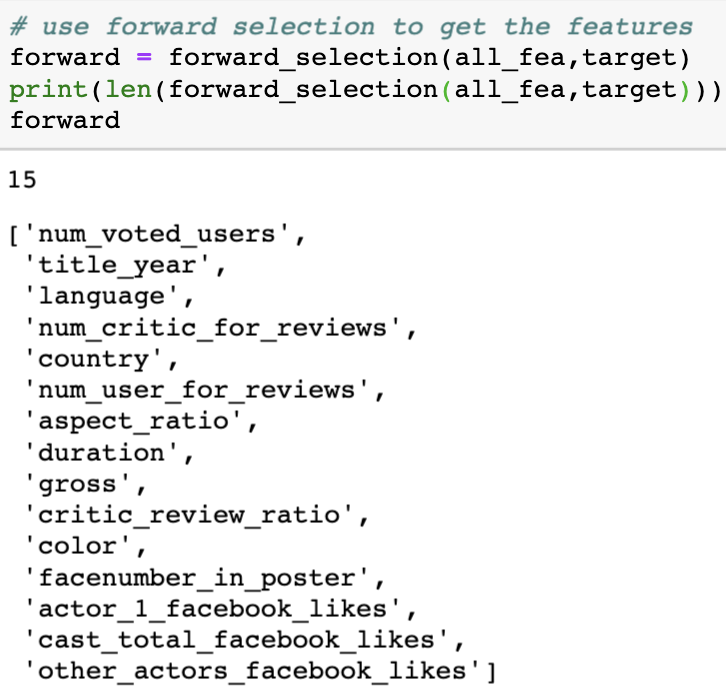 # use forward selection to get the features
forward = forward_selection(all_fea,target)
print(len(forward_selection(all_fea,target)))
forward
15
['num_voted_users',
 'title_year',
 'language',
 'num_critic_for_reviews',
 'country',
 'num_user_for_reviews',
 'aspect_ratio',
 'duration',
 'gross',
 'critic_review_ratio',
 'color',
 'facenumber_in_poster',
 'actor_1_facebook_likes',
 'cast_total_facebook_likes',
 'other_actors_facebook_likes']